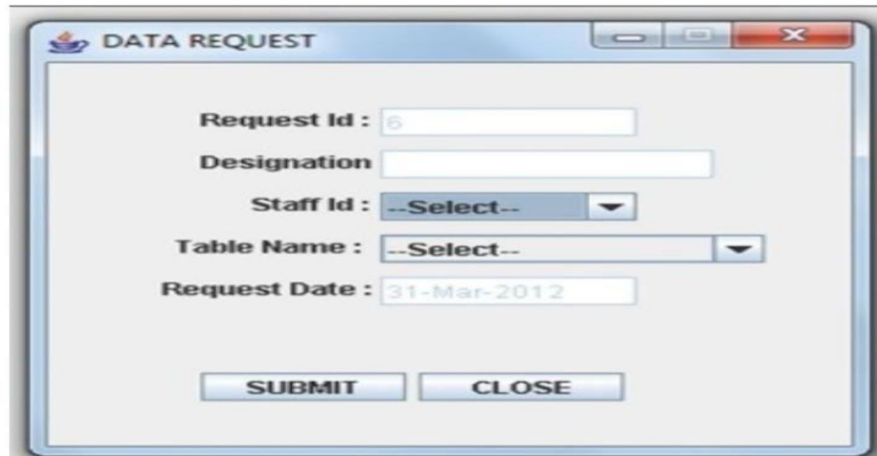 DATA REQUEST
Request Id : 6
Designation
Staff Id : --Select--
Table Name : --Select--
Request Date : 31-Mar-2012
SUBMIT CLOSE